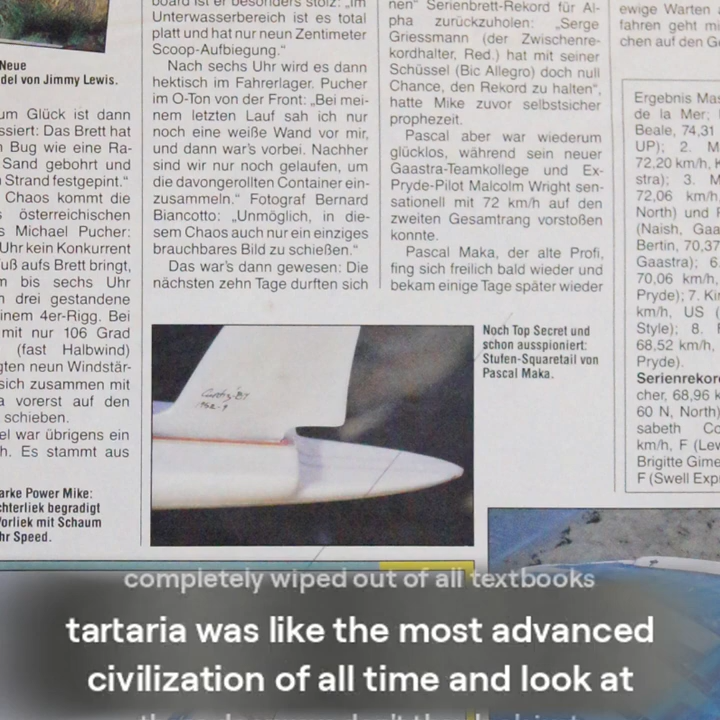 Unterwasserbereich ist es total
platt und hat nur neun Zentimeter
Scoop-Aufbiegung."
Nach sechs Uhr wird es dann
hektisch im Fahrerlager. Pucher
im O-Ton von der Front: „Bei mei-
nem letzten Lauf sah ich nur
noch eine weiße Wand vor mir,
und dann war's vorbei. Nachher
sind wir nur noch gelaufen, um
die davongerollten Container ein-
zusammeln." Fotograf Bernard
Biancotto: „Unmöglich, in die-
sem Chaos auch nur ein einziges
brauchbares Bild zu schießen."
Das war's dann gewesen: Die
nächsten zehn Tage durften sich
nen" Serienbrett-Rekord für Al-
pha zurückzuholen: „Serge
Griessmann (der Zwischenre-
kordhalter, Red.) hat mit seiner
Schüssel (Bic Allegro) doch null
Chance, den Rekord zu halten",
hatte Mike zuvor selbstsicher
prophezeit.
Pascal aber war wiederum
glücklos, während sein neuer
Gaastra-Teamkollege und Ex-
Pryde-Pilot Malcolm Wright sen-
sationell mit 72 km/h auf den
zweiten Gesamtrang vorstoßen
konnte.
Pascal Maka, der alte Profi,
fing sich freilich bald wieder und
bekam einige Tage später wieder
Neue
del von Jimmy Lewis.
um Glück ist dann
ssiert: Das Brett hat
n Bug wie eine Ra-
Sand gebohrt und
Strand festgepint."
Chaos kommt die
s österreichischen
s Michael Pucher:
Uhr kein Konkurrent
uß aufs Brett bringt,
m bis sechs Uhr
n drei gestandene
inem 4er-Rigg. Bei
mit nur 106 Grad
(fast Halbwind)
gten neun Windstär-
sich zusammen mit
a vorerst auf den
schieben.
el war übrigens ein
h. Es stammt aus
arke Power Mike:
chterliek begradigt
Vorliek mit Schaum
hr Speed.
Noch Top Secret und
schon ausspioniert:
Stufen-Squaretail von
Pascal Maka.
ewige Warten
fahren geht m
chen auf den G
Ergebnis Mas
de la Mer:
Beale, 74,31
UP); 2. M
72,20 km/h, K
stra); 3. M
72,06 km/h,
North) und
(Naish, Gaa
Bertin, 70,37
Gaastra); 6.
70,06 km/h,
Pryde); 7. Ki
km/h, US (
Style); 8. 
68,52 km/h,
Pryde).
Serienrekor
cher, 68,96 k
60 N, North)
sabeth Co
km/h, F (Lew
Brigitte Gime
F (Swell Exp
completely wiped out of all textbooks
tartaria was like the most advanced
civilization of all time and look at